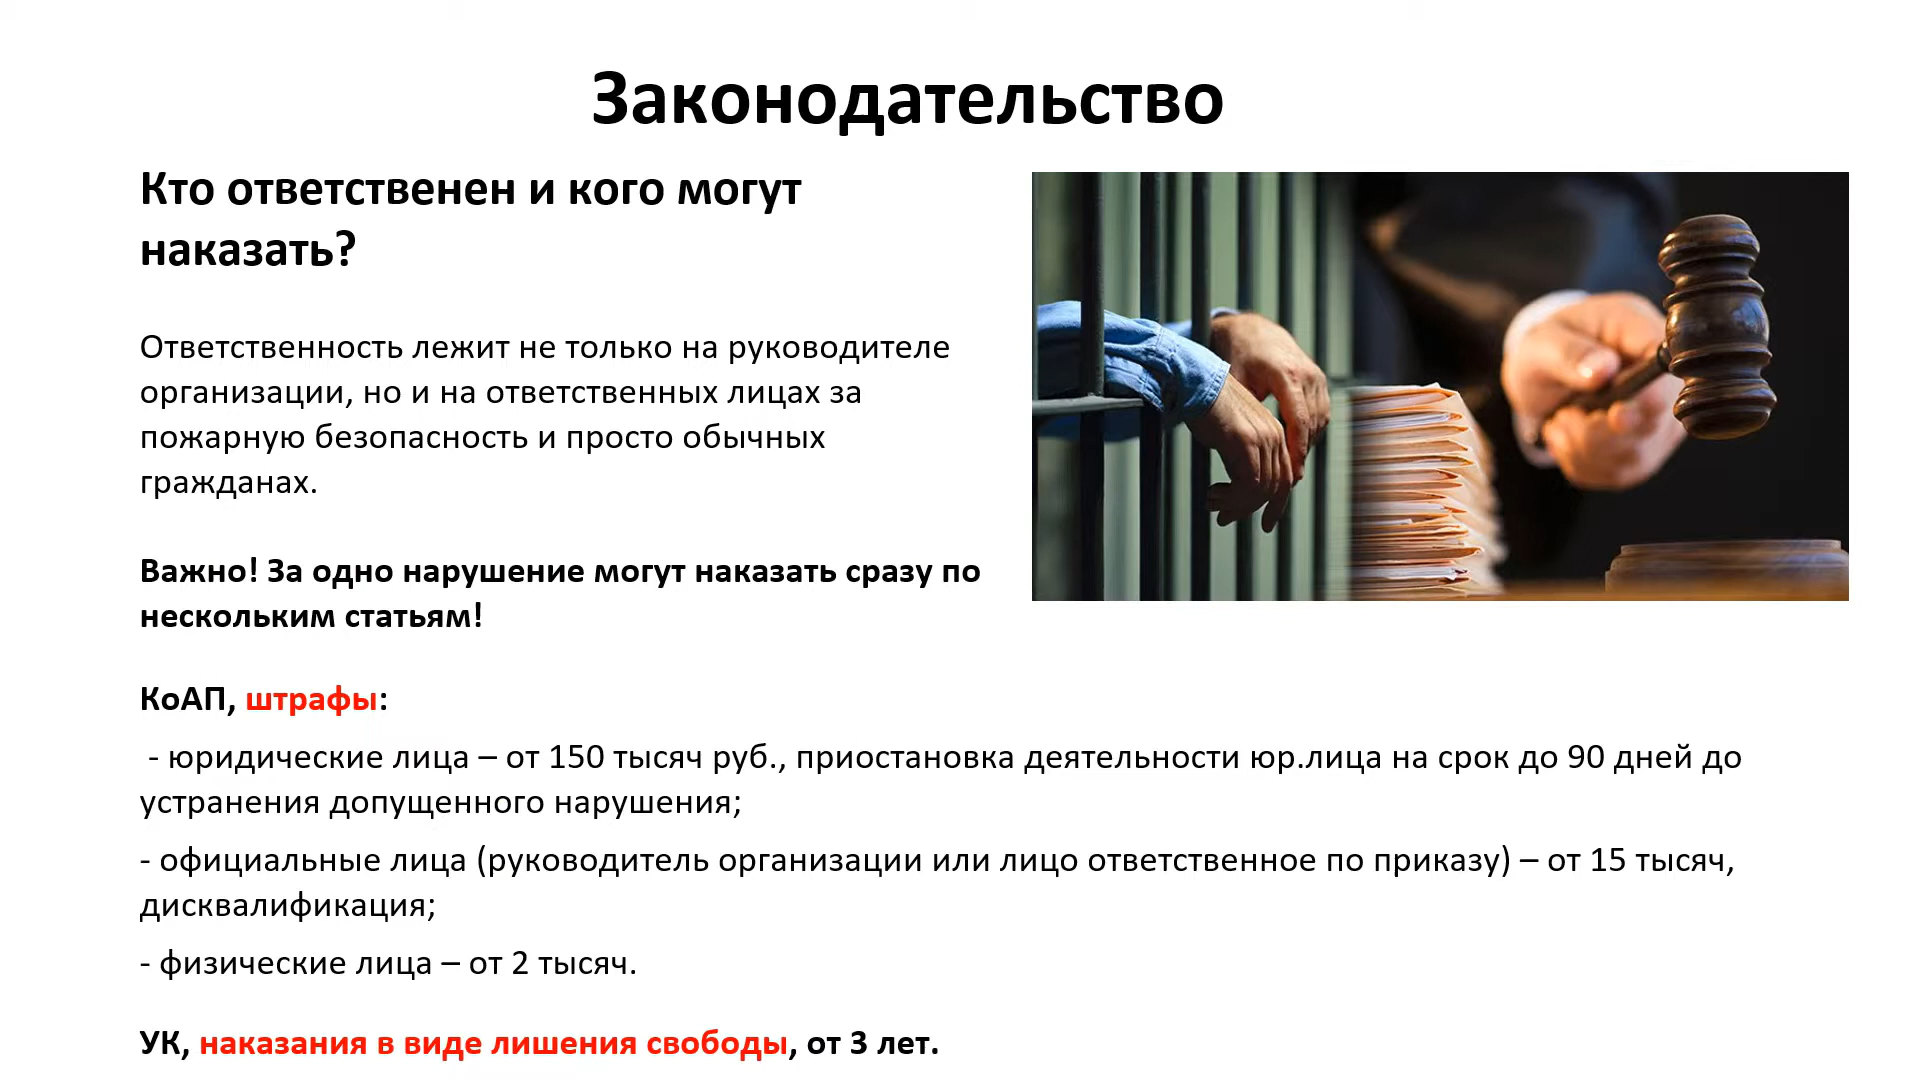 Законодательство
Кто ответственен и кого могут
наказать?
Ответственность лежит не только на руководителе
организации, но и на ответственных лицах за
пожарную безопасность и просто обычных
гражданах.
Важно! За одно нарушение могут наказать сразу по
нескольким статьям!
КоАП, штрафы:
- юридические лица – от 150 тысяч руб., приостановка деятельности юр.лица на срок до 90 дней до
устранения допущенного нарушения;
- официальные лица (руководитель организации или лицо ответственное по приказу) – от 15 тысяч,
дисквалификация;
- физические лица – от 2 тысяч.
УК, наказания в виде лишения свободы, от 3 лет.